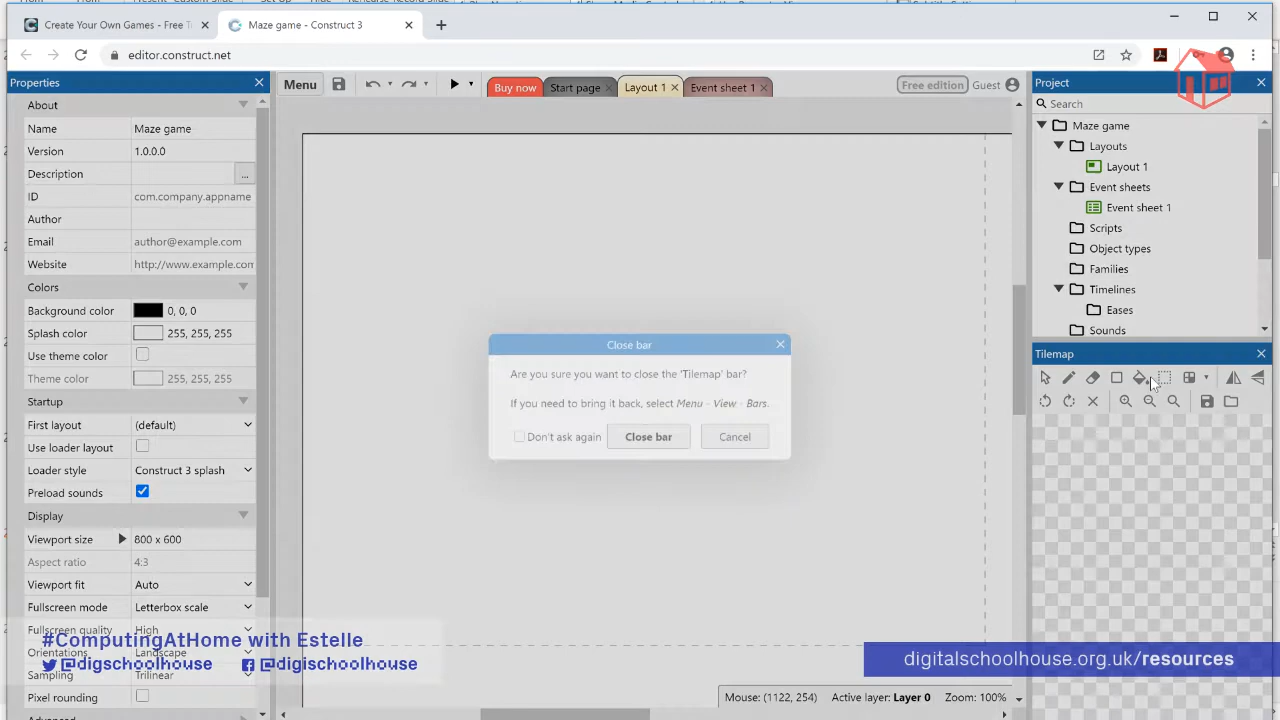 Create Your Own Games - Free T
Maze game - Construct 3
editor.construct.net
Properties
Menu
Buy now
Start page
Layout 1
Event sheet 1
Free edition
Guest
Project
Search
About
Name Maze game
Version 1.0.0.0
Description ...
ID com.company.appname
Author
Email author@example.com
Website http://www.example.com
Colors
Background color 0, 0, 0
Splash color 255, 255, 255
Use theme color
Theme color 255, 255, 255
Startup
First layout (default)
Use loader layout
Loader style Construct 3 splash
Preload sounds
Display
Viewport size 800 x 600
Aspect ratio 4:3
Viewport fit Auto
Fullscreen mode Letterbox scale
Fullscreen quality High
Orientations Landscape
Sampling Trilinear
Pixel rounding
Advanced
Close bar
Are you sure you want to close the 'Tilemap' bar?
If you need to bring it back, select Menu - View - Bars.
Don't ask again
Close bar
Cancel
Maze game
Layouts
Layout 1
Event sheets
Event sheet 1
Scripts
Object types
Families
Timelines
Eases
Sounds
Tilemap
#ComputingAtHome with Estelle
@digschoolhouse @digischoolhouse
digitalschoolhouse.org.uk/resources
Mouse: (1122, 254) Active layer: Layer 0 Zoom: 100%